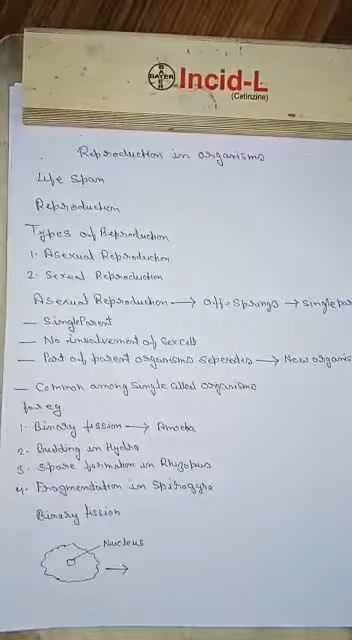 BAYER
BAYER
Incid-L
(Cetirizine)
Reproduction in organisms
Life Span
Reproduction
Types of Reproduction
1. Asexual Reproduction
2. Sexual Reproduction
Asexual Reproduction → Off-Springs → Single par
— Single Parent
— No involvement of sex cell
— Part of parent organisms seperates → New organis
— Common among single celled organisms
for eg
1. Binary fission → Amoeba
2. Budding in Hydra
3. Spore formation in Rhizopus
4. Fragmentation in Spirogyra
Binary fission
Nucleus
→